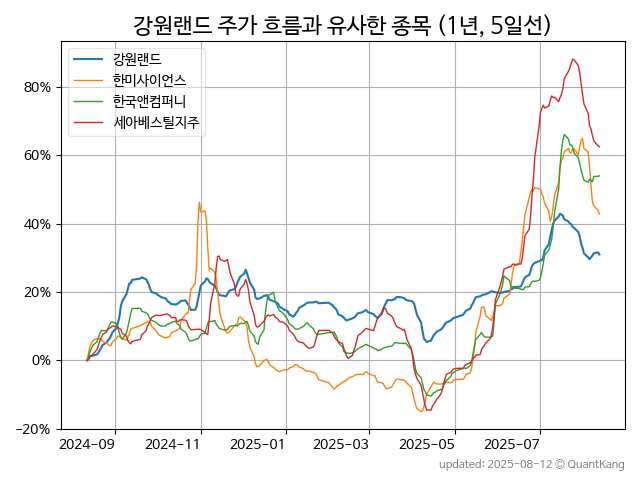 강원랜드 주가 흐름과 유사한 종목 (1년, 5일선)
강원랜드
한미사이언스
한국앤컴퍼니
세아베스틸지주
80%
60%
40%
20%
0%
−20%
2024-09 2024-11 2025-01 2025-03 2025-05 2025-07
updated: 2025-08-12 © QuantKang